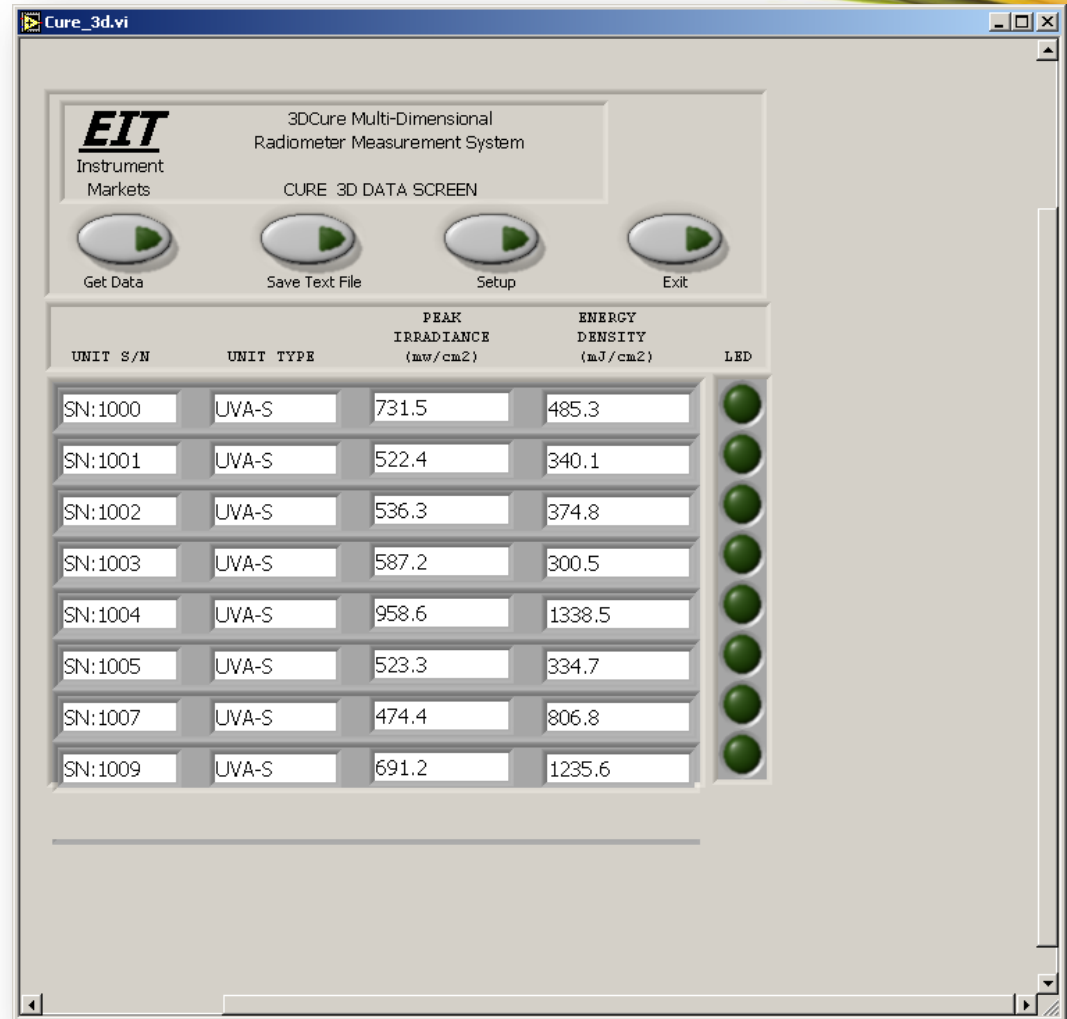 Cure_3d.vi
EIT
Instrument
Markets
3DCure Multi-Dimensional
Radiometer Measurement System
CURE 3D DATA SCREEN
Get Data Save Text File Setup Exit
UNIT S/N UNIT TYPE PEAK IRRADIANCE (mw/cm2) ENERGY DENSITY (mJ/cm2) LED
SN:1000 UVA-S 731.5 485.3
SN:1001 UVA-S 522.4 340.1
SN:1002 UVA-S 536.3 374.8
SN:1003 UVA-S 587.2 300.5
SN:1004 UVA-S 958.6 1338.5
SN:1005 UVA-S 523.3 334.7
SN:1007 UVA-S 474.4 806.8
SN:1009 UVA-S 691.2 1235.6